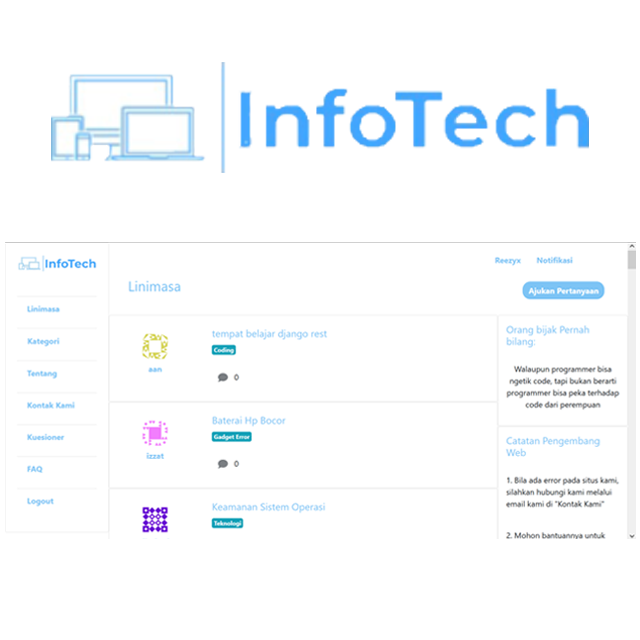 InfoTech
InfoTech
Reezyx
Notifikasi
Linimasa
Kategori
Tentang
Kontak Kami
Kuesioner
FAQ
Logout
Linimasa
Ajukan Pertanyaan
aan
tempat belajar django rest
Coding
0
izzat
Baterai Hp Bocor
Gadget Error
0
Keamanan Sistem Operasi
Teknologi
Orang bijak Pernah
bilang:
Walaupun programmer bisa
ngetik code, tapi bukan berarti
programmer bisa peka terhadap
code dari perempuan
Catatan Pengembang
Web
1. Bila ada error pada situs kami,
silahkan hubungi kami melalui
email kami di "Kontak Kami"
2. Mohon bantuannya untuk